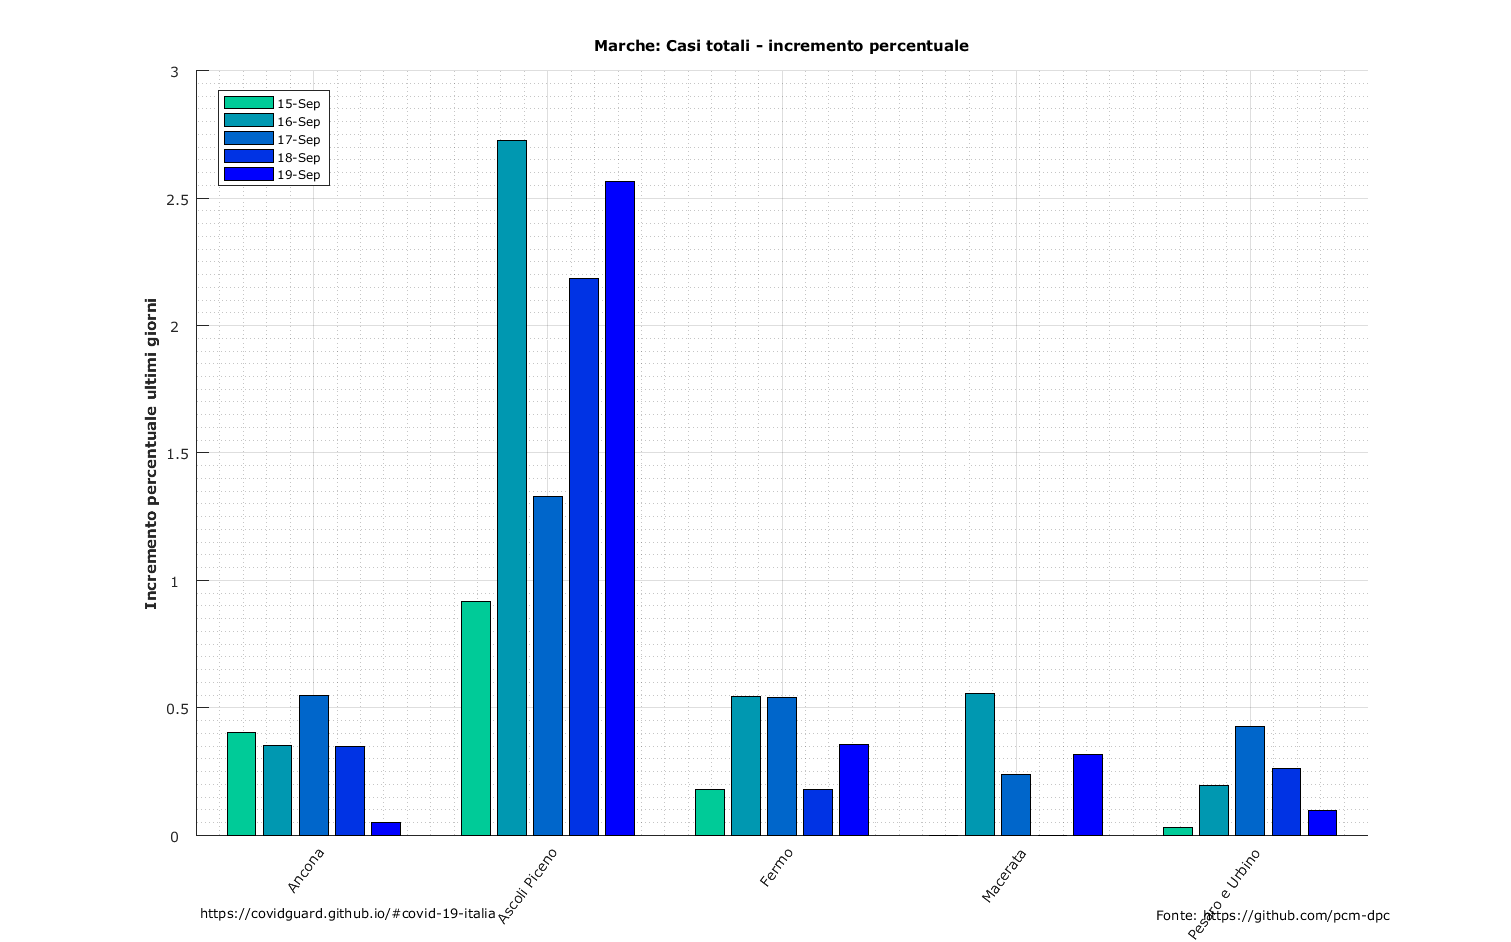 Marche: Casi totali - incremento percentuale
3
2.5
2
1.5
1
0.5
0
15-Sep
16-Sep
17-Sep
18-Sep
19-Sep
Incremento percentuale ultimi giorni
Ancona
Ascoli Piceno
Fermo
Macerata
Pesaro e Urbino
https://covidguard.github.io/#covid-19-italia
Fonte: https://github.com/pcm-dpc